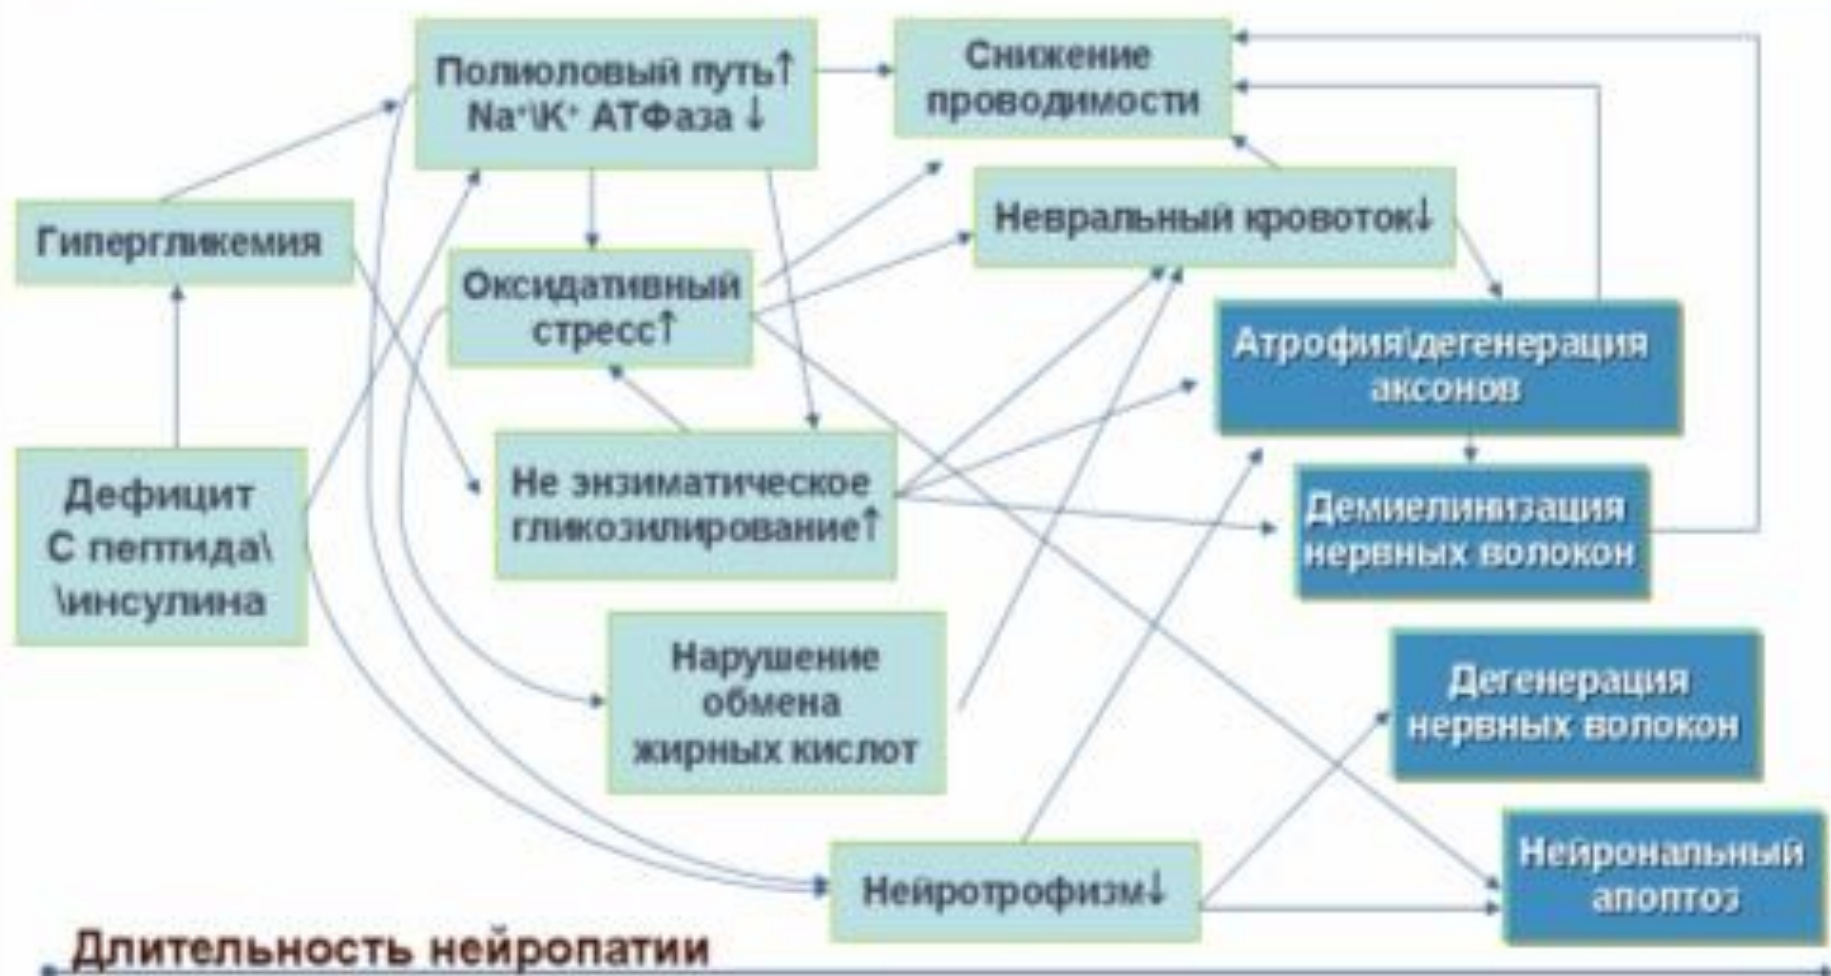 Полиоловый путь↑
Na⁺\K⁺ АТФаза ↓
Снижение
проводимости
Гипергликемия
Невральный кровоток↓
Оксидативный
стресс↑
Атрофия\дегенерация
аксонов
Дефицит
С пептида\
\инсулина
Не энзиматическое
гликозилирование↑
Демиелинизация
нервных волокон
Нарушение
обмена
жирных кислот
Дегенерация
нервных волокон
Нейротрофизм↓
Нейрональный
апоптоз
Длительность нейропатии